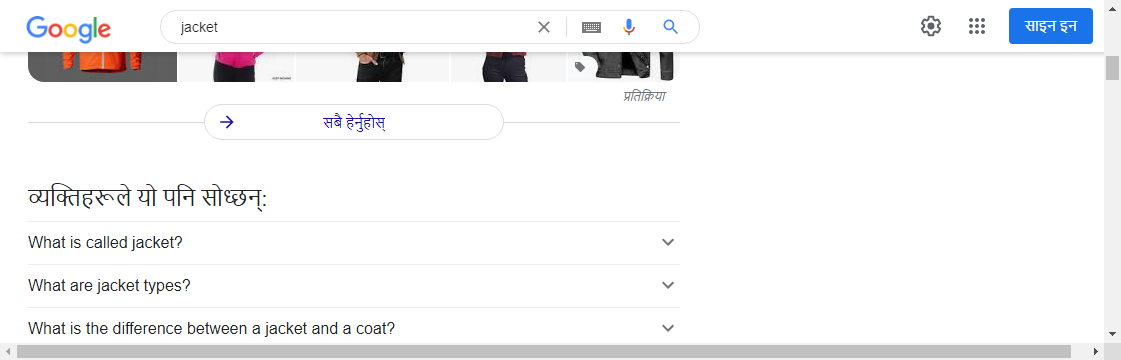 Google
jacket
साइन इन
प्रतिक्रिया
सबै हेर्नुहोस्
व्यक्तिहरूले यो पनि सोध्छन्:
What is called jacket?
What are jacket types?
What is the difference between a jacket and a coat?